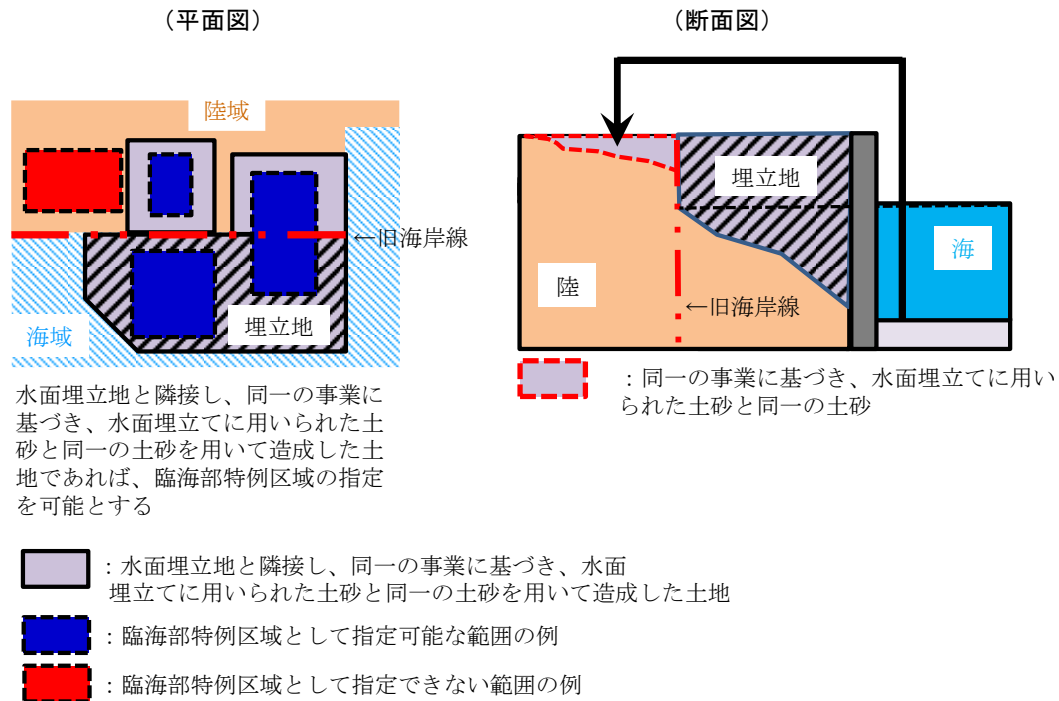 （平面図）
陸域
←旧海岸線
埋立地
海域
水面埋立地と隣接し、同一の事業に
基づき、水面埋立てに用いられた土
砂と同一の土砂を用いて造成した土
地であれば、臨海部特例区域の指定
を可能とする
（断面図）
埋立地
海
陸
←旧海岸線
：同一の事業に基づき、水面埋立てに用い
られた土砂と同一の土砂
：水面埋立地と隣接し、同一の事業に基づき、水面
埋立てに用いられた土砂と同一の土砂を用いて造成した土地
：臨海部特例区域として指定可能な範囲の例
：臨海部特例区域として指定できない範囲の例